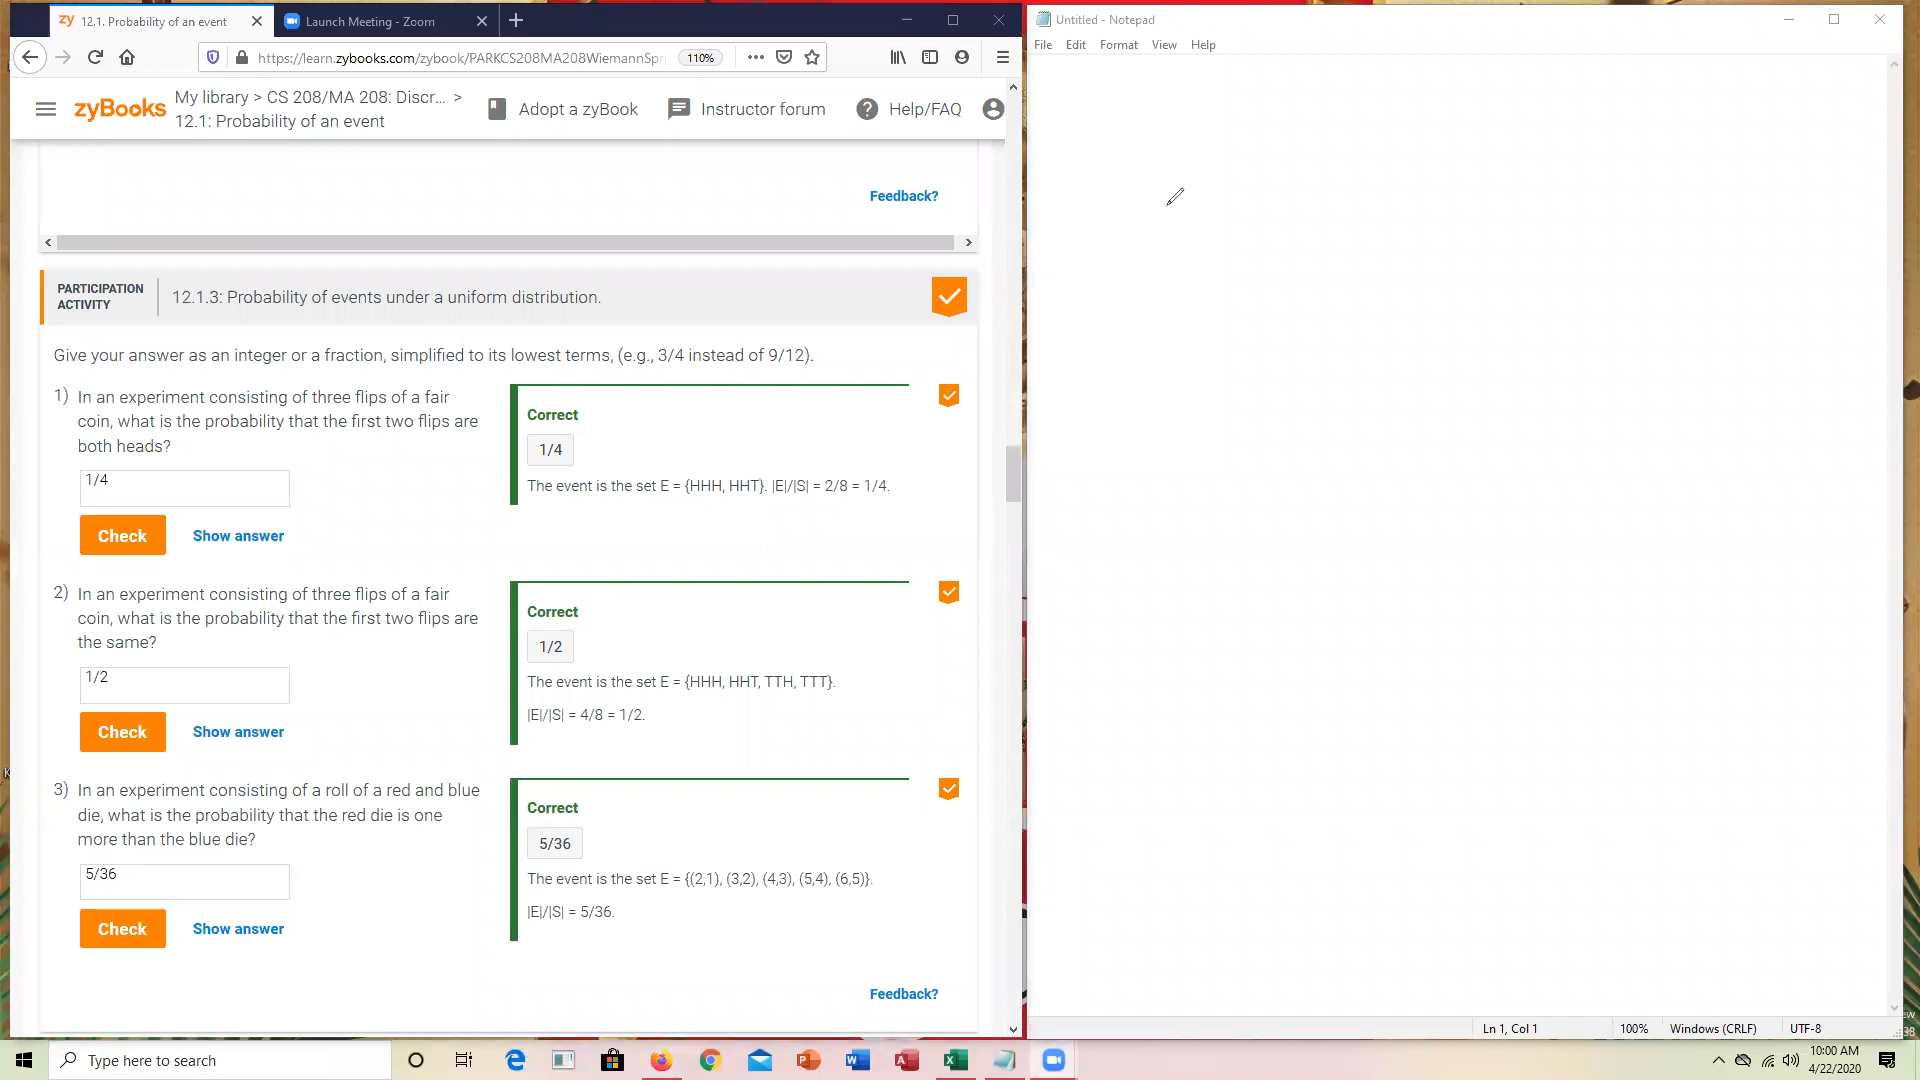 zy 12.1. Probability of an event
Launch Meeting - Zoom
https://learn.zybooks.com/zybook/PARKCS208MA208WiemannSpri
110%
zyBooks
My library > CS 208/MA 208: Discr... >
12.1: Probability of an event
Adopt a zyBook
Instructor forum
Help/FAQ
Feedback?
PARTICIPATION
ACTIVITY
12.1.3: Probability of events under a uniform distribution.
Give your answer as an integer or a fraction, simplified to its lowest terms, (e.g., 3/4 instead of 9/12).
1) In an experiment consisting of three flips of a fair
coin, what is the probability that the first two flips are
both heads?
1/4
Check
Show answer
Correct
1/4
The event is the set E = {HHH, HHT}. |E|/|S| = 2/8 = 1/4.
2) In an experiment consisting of three flips of a fair
coin, what is the probability that the first two flips are
the same?
1/2
Check
Show answer
Correct
1/2
The event is the set E = {HHH, HHT, TTH, TTT}.
|E|/|S| = 4/8 = 1/2.
3) In an experiment consisting of a roll of a red and blue
die, what is the probability that the red die is one
more than the blue die?
5/36
Check
Show answer
Correct
5/36
The event is the set E = {(2,1), (3,2), (4,3), (5,4), (6,5)}.
|E|/|S| = 5/36.
Feedback?
Untitled - Notepad
File Edit Format View Help
Ln 1, Col 1
100%
Windows (CRLF)
UTF-8
Type here to search
10:00 AM
4/22/2020